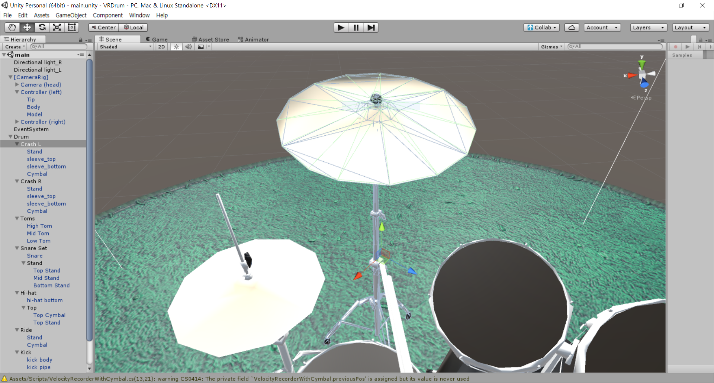 Unity Personal (64bit) - main.unity - VRDrum - PC, Mac & Linux Standalone <DX11>
File Edit Assets GameObject Component Window Help
Center Local Collab Account Layers Layout
Hierarchy Scene Game Asset Store Animator
Create All Shaded 2D Gizmos All
main
Directional light_R
Directional light_L
[CameraRig]
Camera (head)
Controller (left)
Tip
Body
Model
Controller (right)
EventSystem
Drum
Crash L
Stand
sleeve_top
sleeve_bottom
Cymbal
Crash R
Stand
sleeve_top
sleeve_bottom
Cymbal
Toms
High Tom
Mid Tom
Low Tom
Snare Set
Snare
Stand
Top Stand
Mid Stand
Bottom Stand
Hi-hat
hi-hat bottom
Top
Top Cymbal
Top Stand
Ride
Stand
Cymbal
Kick
kick body
kick pipe
y
x
z
Persp
Samples
Assets/Scripts/VelocityRecorderWithCymbal.cs(13,21): warning CS0414: The private field `VelocityRecorderWithCymbal.previousPos' is assigned but its value is never used